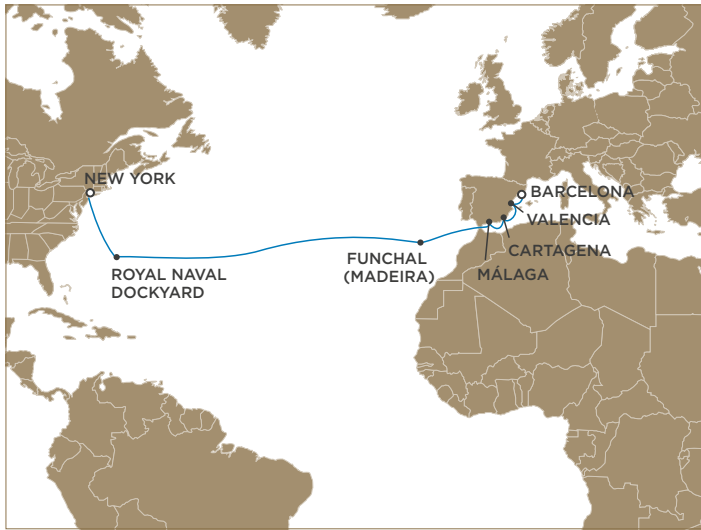 NEW YORK
BARCELONA
VALENCIA
CARTAGENA
MÁLAGA
FUNCHAL
(MADEIRA)
ROYAL NAVAL
DOCKYARD